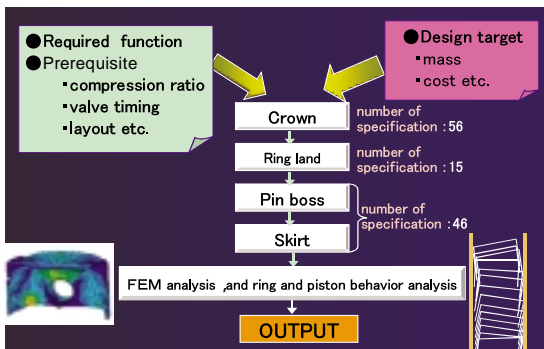 ●Required function
●Prerequisite
・compression ratio
・valve timing
・layout etc.
●Design target
・mass
・cost etc.
Crown
number of
specification :56
Ring land
number of
specification :15
Pin boss
number of
specification :46
Skirt
FEM analysis ,and ring and piston behavior analysis
OUTPUT